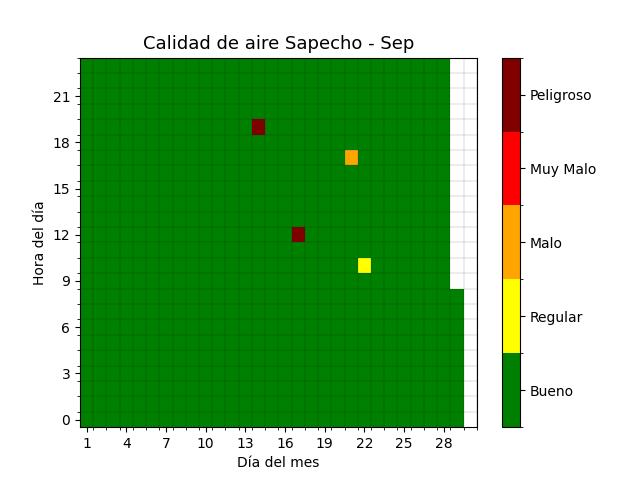 Calidad de aire Sapecho - Sep
Hora del día
21
18
15
12
9
6
3
0
1 4 7 10 13 16 19 22 25 28
Día del mes
Peligroso
Muy Malo
Malo
Regular
Bueno